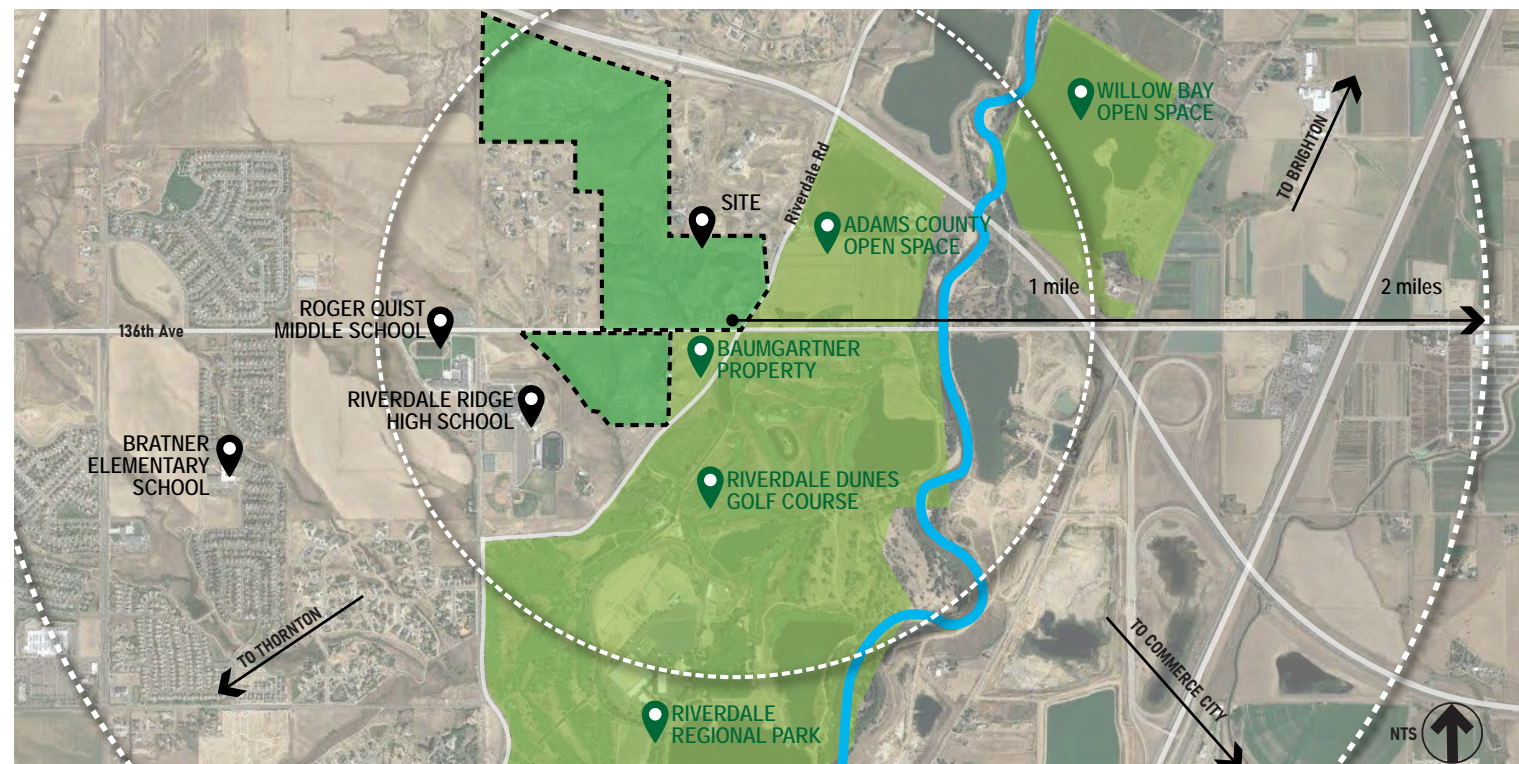 WILLOW BAY
OPEN SPACE
TO BRIGHTON
Riverdale Rd
SITE
ADAMS COUNTY
OPEN SPACE
1 mile
2 miles
ROGER QUIST
MIDDLE SCHOOL
136th Ave
BAUMGARTNER
PROPERTY
RIVERDALE RIDGE
HIGH SCHOOL
BRATNER
ELEMENTARY
SCHOOL
RIVERDALE DUNES
GOLF COURSE
TO THORNTON
TO COMMERCE CITY
RIVERDALE
REGIONAL PARK
NTS